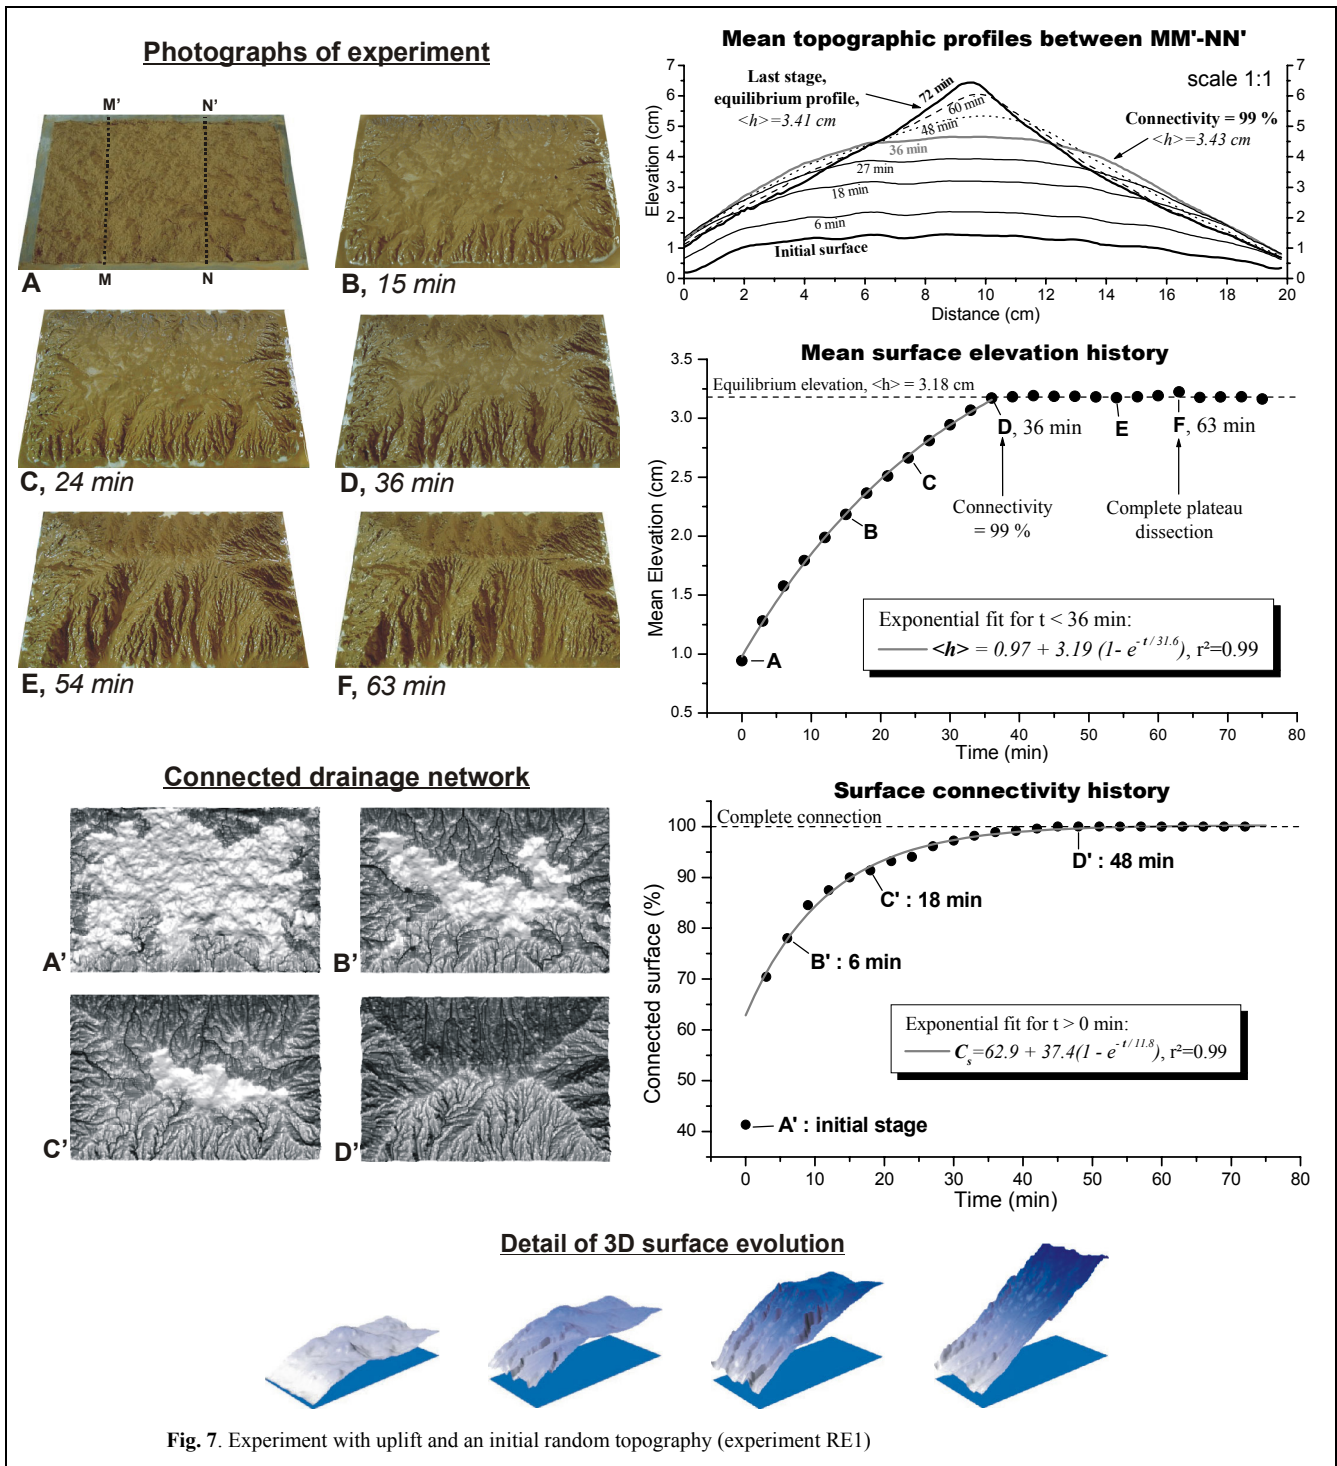 Photographs of experiment
M' N'
M N
A
B, 15 min
C, 24 min
D, 36 min
E, 54 min
F, 63 min
Mean topographic profiles between MM'-NN'
scale 1:1
Last stage,
equilibrium profile,
<h>=3.41 cm
72 min
60 min
48 min
36 min
27 min
18 min
6 min
Initial surface
Connectivity = 99 %
<h>=3.43 cm
Elevation (cm)
7
6
5
4
3
2
1
0
7
6
5
4
3
2
1
0
0 2 4 6 8 10 12 14 16 18 20
Distance (cm)
Mean surface elevation history
Equilibrium elevation, <h> = 3.18 cm
Mean Elevation (cm)
3.5
3.0
2.5
2.0
1.5
1.0
0.5
A
B
C
D, 36 min
E
F, 63 min
Connectivity
= 99 %
Complete plateau
dissection
Exponential fit for t < 36 min:
<h> = 0.97 + 3.19 (1- e^- t / 31.6), r²=0.99
0 10 20 30 40 50 60 70 80
Time (min)
Connected drainage network
A'
B'
C'
D'
Surface connectivity history
Complete connection
Connected surface (%)
100
90
80
70
60
50
40
D' : 48 min
C' : 18 min
B' : 6 min
A' : initial stage
Exponential fit for t > 0 min:
Cs=62.9 + 37.4(1 - e^- t / 11.8), r²=0.99
0 10 20 30 40 50 60 70 80
Time (min)
Detail of 3D surface evolution
Fig. 7. Experiment with uplift and an initial random topography (experiment RE1)